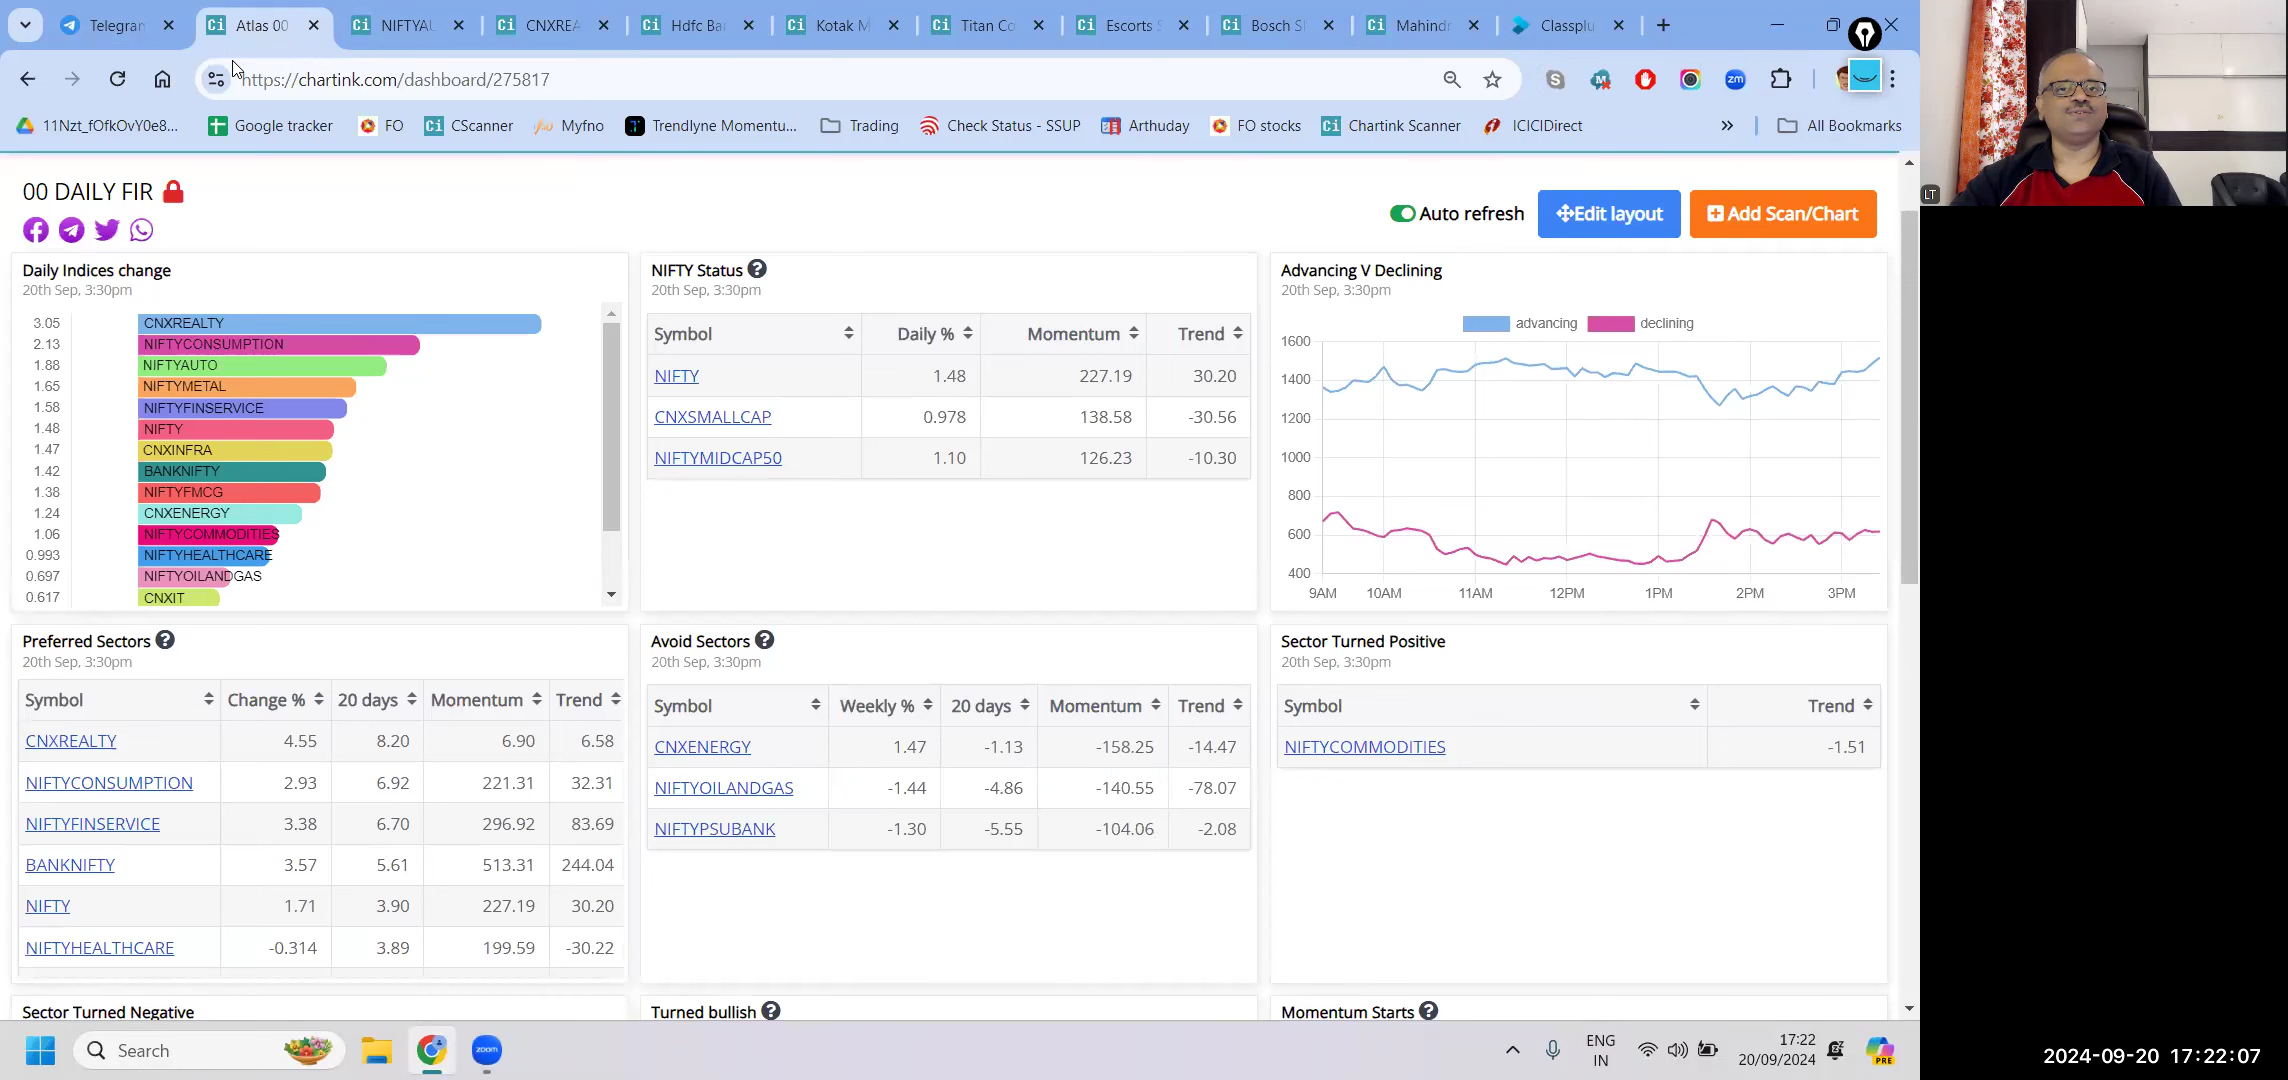 Telegram
Atlas 00
NIFTYAU
CNXREA
Hdfc Ban
Kotak M
Titan Co
Escorts S
Bosch S
Mahindr
Classplu
https://chartink.com/dashboard/275817
11Nzt_fOfkOvY0e8...
Google tracker
FO
CScanner
Myfno
Trendlyne Momentu...
Trading
Check Status - SSUP
Arthuday
FO stocks
Chartink Scanner
ICICIDirect
All Bookmarks
00 DAILY FIR
Auto refresh
Edit layout
Add Scan/Chart
Daily Indices change
20th Sep, 3:30pm
3.05 CNXREALTY
2.13 NIFTYCONSUMPTION
1.88 NIFTYAUTO
1.65 NIFTYMETAL
1.58 NIFTYFINSERVICE
1.48 NIFTY
1.47 CNXINFRA
1.42 BANKNIFTY
1.38 NIFTYFMCG
1.24 CNXENERGY
1.06 NIFTYCOMMODITIES
0.993 NIFTYHEALTHCARE
0.697 NIFTYOILANDGAS
0.617 CNXIT
NIFTY Status
20th Sep, 3:30pm
Symbol Daily % Momentum Trend
NIFTY 1.48 227.19 30.20
CNXSMALLCAP 0.978 138.58 -30.56
NIFTYMIDCAP50 1.10 126.23 -10.30
Advancing V Declining
20th Sep, 3:30pm
advancing declining
1600
1400
1200
1000
800
600
400
9AM 10AM 11AM 12PM 1PM 2PM 3PM
Preferred Sectors
20th Sep, 3:30pm
Symbol Change % 20 days Momentum Trend
CNXREALTY 4.55 8.20 6.90 6.58
NIFTYCONSUMPTION 2.93 6.92 221.31 32.31
NIFTYFINSERVICE 3.38 6.70 296.92 83.69
BANKNIFTY 3.57 5.61 513.31 244.04
NIFTY 1.71 3.90 227.19 30.20
NIFTYHEALTHCARE -0.314 3.89 199.59 -30.22
Avoid Sectors
20th Sep, 3:30pm
Symbol Weekly % 20 days Momentum Trend
CNXENERGY 1.47 -1.13 -158.25 -14.47
NIFTYOILANDGAS -1.44 -4.86 -140.55 -78.07
NIFTYPSUBANK -1.30 -5.55 -104.06 -2.08
Sector Turned Positive
20th Sep, 3:30pm
Symbol Trend
NIFTYCOMMODITIES -1.51
Sector Turned Negative
Turned bullish
Momentum Starts
Search
zoom
ENG
IN
17:22
20/09/2024
PRE
LT
2024-09-20 17:22:07